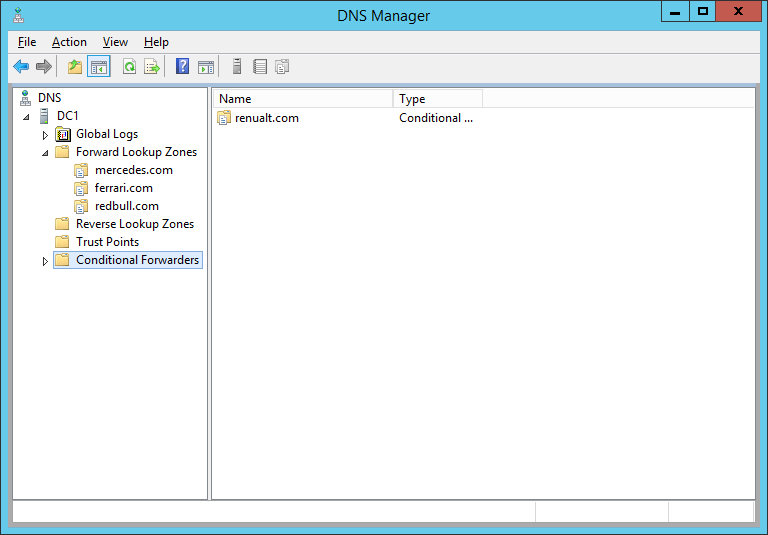 DNS Manager
File Action View Help
DNS
DC1
Global Logs
Forward Lookup Zones
mercedes.com
ferrari.com
redbull.com
Reverse Lookup Zones
Trust Points
Conditional Forwarders
Name Type
renualt.com Conditional ...